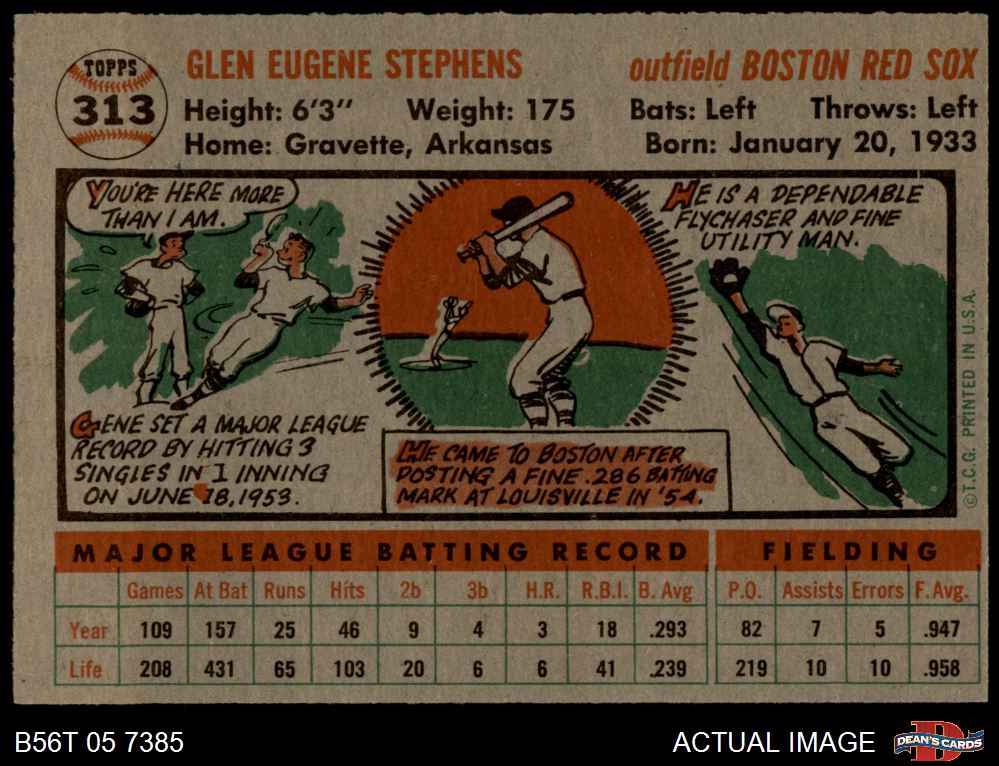 TOPPS
313
GLEN EUGENE STEPHENS
outfield BOSTON RED SOX
Height: 6'3" Weight: 175 Bats: Left Throws: Left
Home: Gravette, Arkansas Born: January 20, 1933
YOU'RE HERE MORE
THAN I AM.
GENE SET A MAJOR LEAGUE
RECORD BY HITTING 3
SINGLES IN 1 INNING
ON JUNE 18, 1953.
HE CAME TO BOSTON AFTER
POSTING A FINE .286 BATTING
MARK AT LOUISVILLE IN '54.
HE IS A DEPENDABLE
FLYCHASER AND FINE
UTILITY MAN.
©T.C.G. PRINTED IN U.S.A.
MAJOR LEAGUE BATTING RECORD FIELDING
Games At Bat Runs Hits 2b 3b H.R. R.B.I. B. Avg P.O. Assists Errors F. Avg.
Year 109 157 25 46 9 4 3 18 .293 82 7 5 .947
Life 208 431 65 103 20 6 6 41 .239 219 10 10 .958
B56T 05 7385
ACTUAL IMAGE
D
DEAN'S CARDS